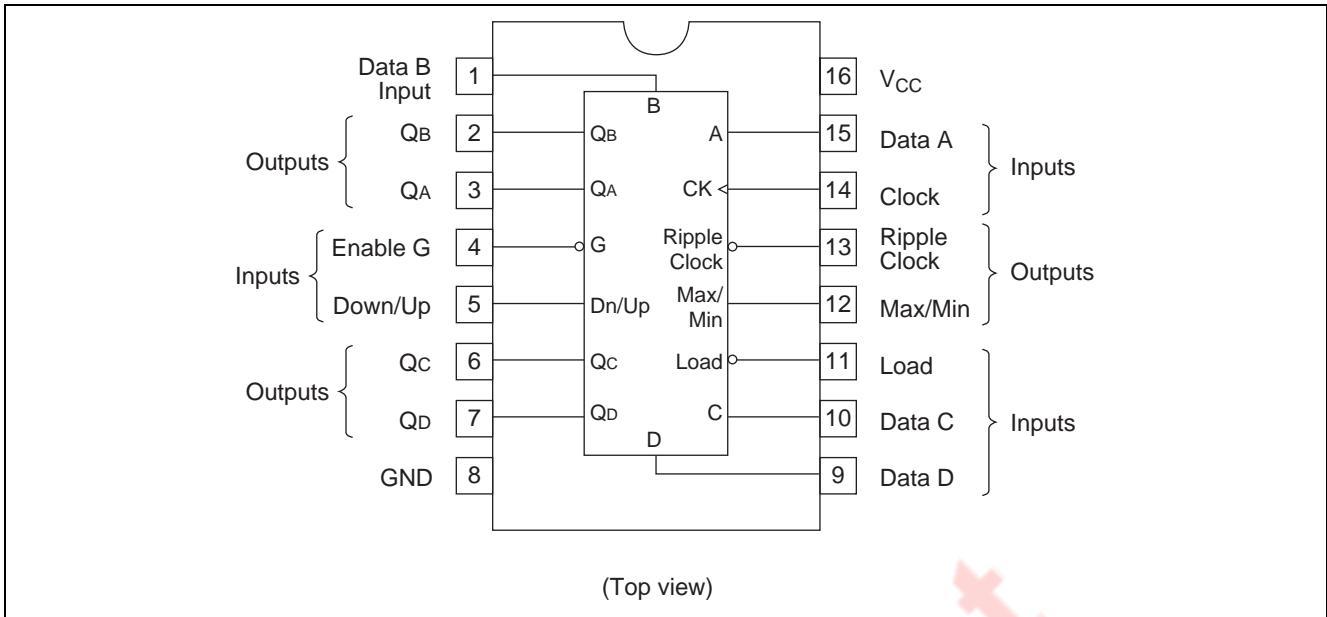 Data B
Input
1
16
VCC
B
Outputs
QB
2
QB
A
15
Data A
Inputs
QA
3
QA
CK
14
Clock
Inputs
Enable G
4
G
Ripple
Clock
13
Ripple
Clock
Outputs
Down/Up
5
Dn/Up
Max/
Min
12
Max/Min
Outputs
QC
6
QC
Load
11
Load
Inputs
QD
7
QD
C
10
Data C
D
GND
8
9
Data D
(Top view)